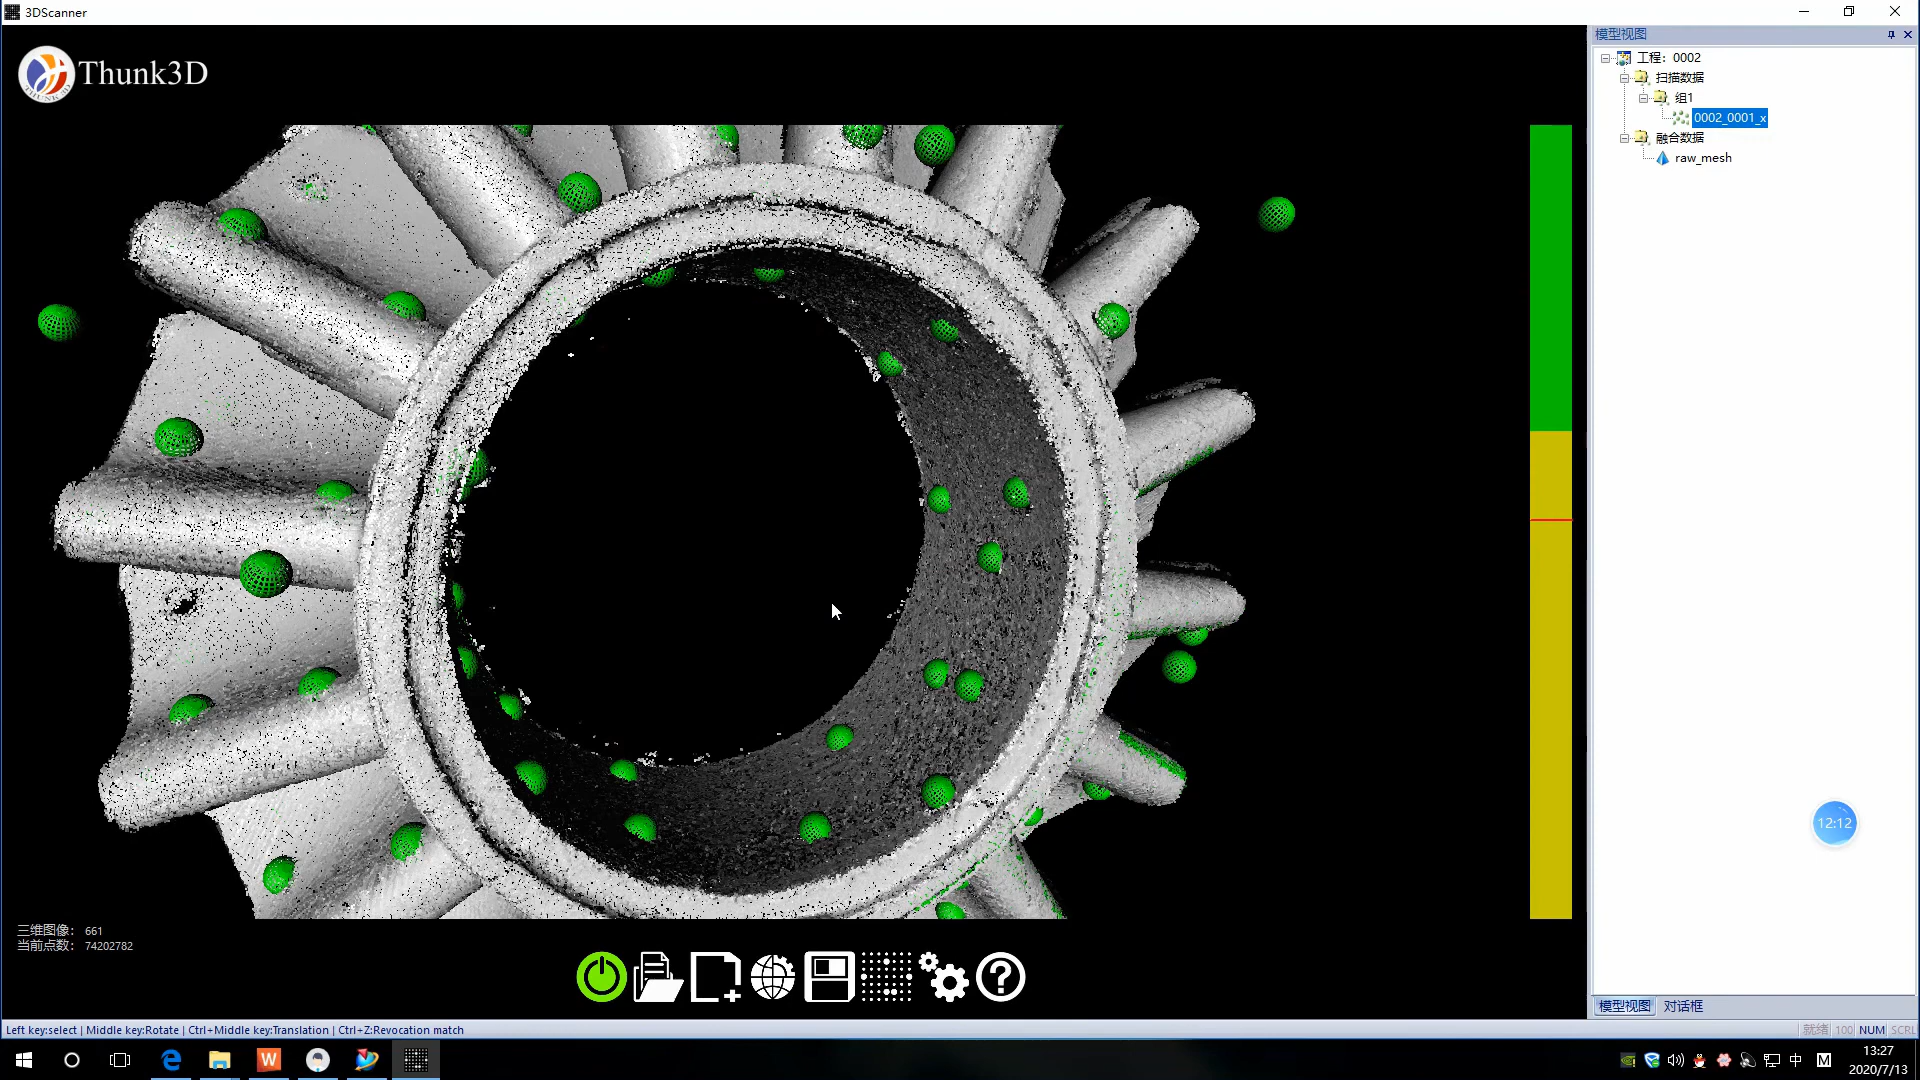 3DScanner
Thunk3D
模型视图
工程：0002
扫描数据
组1
0002_0001_x
融合数据
raw_mesh
12:12
三维图像： 661
当前点数： 74202782
模型视图 对话框
Left key:select | Middle key:Rotate | Ctrl+Middle key:Translation | Ctrl+Z:Revocation match
就绪 100 NUM SCRL
W
中 M
13:27
2020/7/13